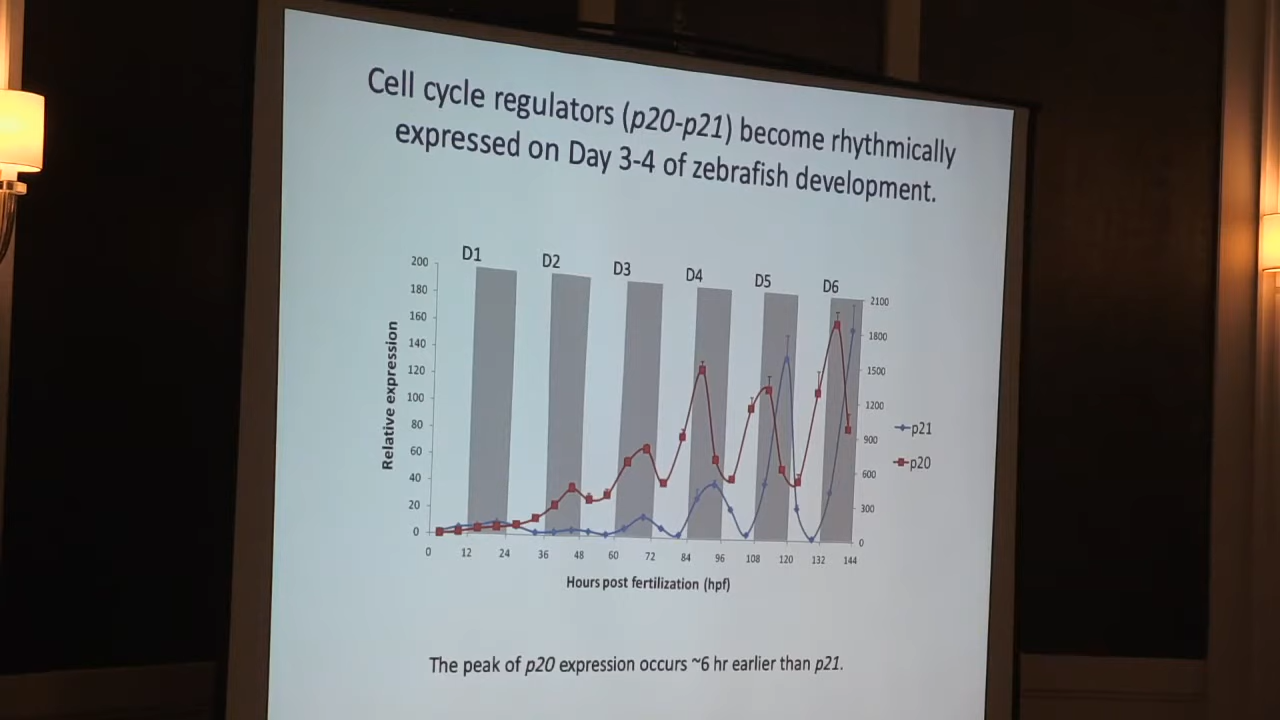 Cell cycle regulators (p20-p21) become rhythmically
expressed on Day 3-4 of zebrafish development.
D1 D2 D3 D4 D5 D6
200
180
160
140
120
100
80
60
40
20
0
Relative expression
2100
1800
1500
1200
900
600
300
0
p21
p20
0 12 24 36 48 60 72 84 96 108 120 132 144
Hours post fertilization (hpf)
The peak of p20 expression occurs ~6 hr earlier than p21.